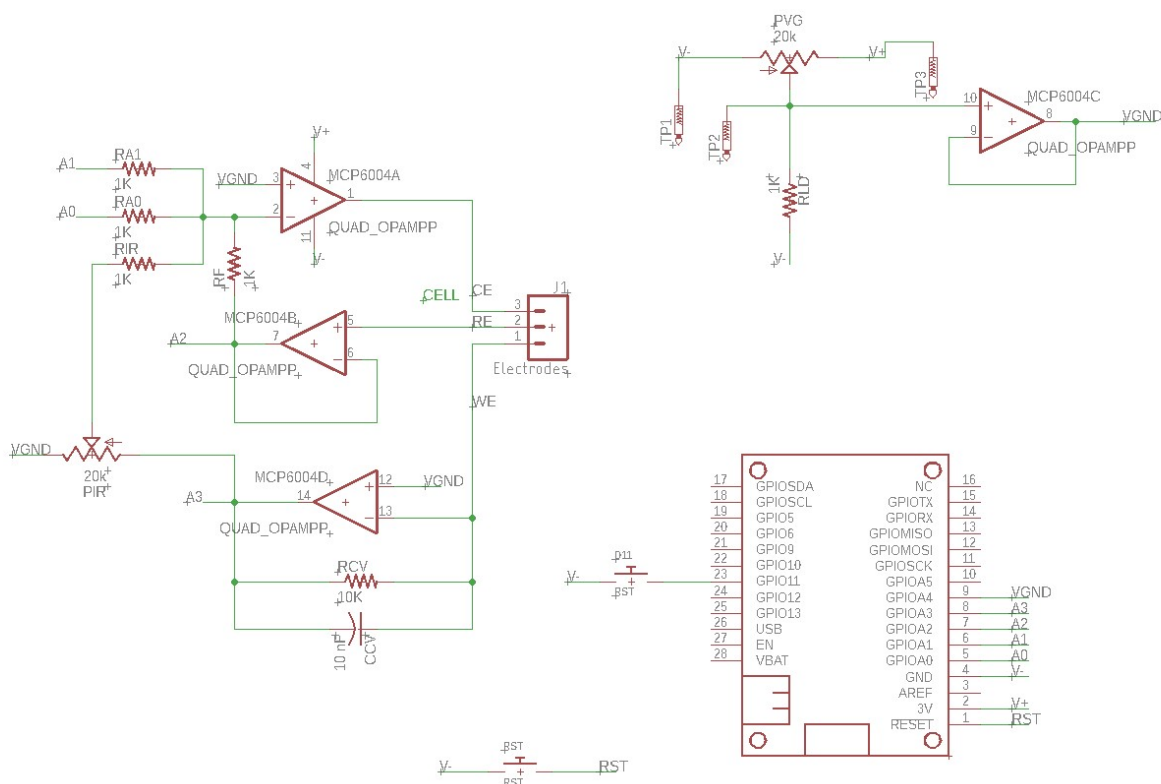 PVG
20k
V-
V+
TP1
TP2
TP3
10
9
8
MCP6004C
QUAD_OPAMPP
VGND
1K
RLD
V-
A1
RA1
1K
A0
RA0
1K
RIR
1K
VGND
3
2
4
11
1
V+
V-
MCP6004A
QUAD_OPAMPP
RF
1K
CELL
CE
RE
WE
J1
3
2
1
Electrodes
MCP6004B
A2
7
5
6
QUAD_OPAMPP
VGND
20k
PIR
MCP6004D
A3
14
12
13
VGND
QUAD_OPAMPP
RCV
10K
10 nF
CCV
V-
D11
RST
17 GPIOSDA
18 GPIOSCL
19 GPIO5
20 GPIO6
21 GPIO9
22 GPIO10
23 GPIO11
24 GPIO12
25 GPIO13
26 USB
27 EN
28 VBAT
NC 16
GPIOTX 15
GPIORX 14
GPIOMISO 13
GPIOMOSI 12
GPIOSCK 11
GPIOA5 10
GPIOA4 9 VGND
GPIOA3 8 A3
GPIOA2 7 A2
GPIOA1 6 A1
GPIOA0 5 A0
GND 4 V-
AREF 3
3V 2 V+
RESET 1 RST
V-
RST
RST
RST